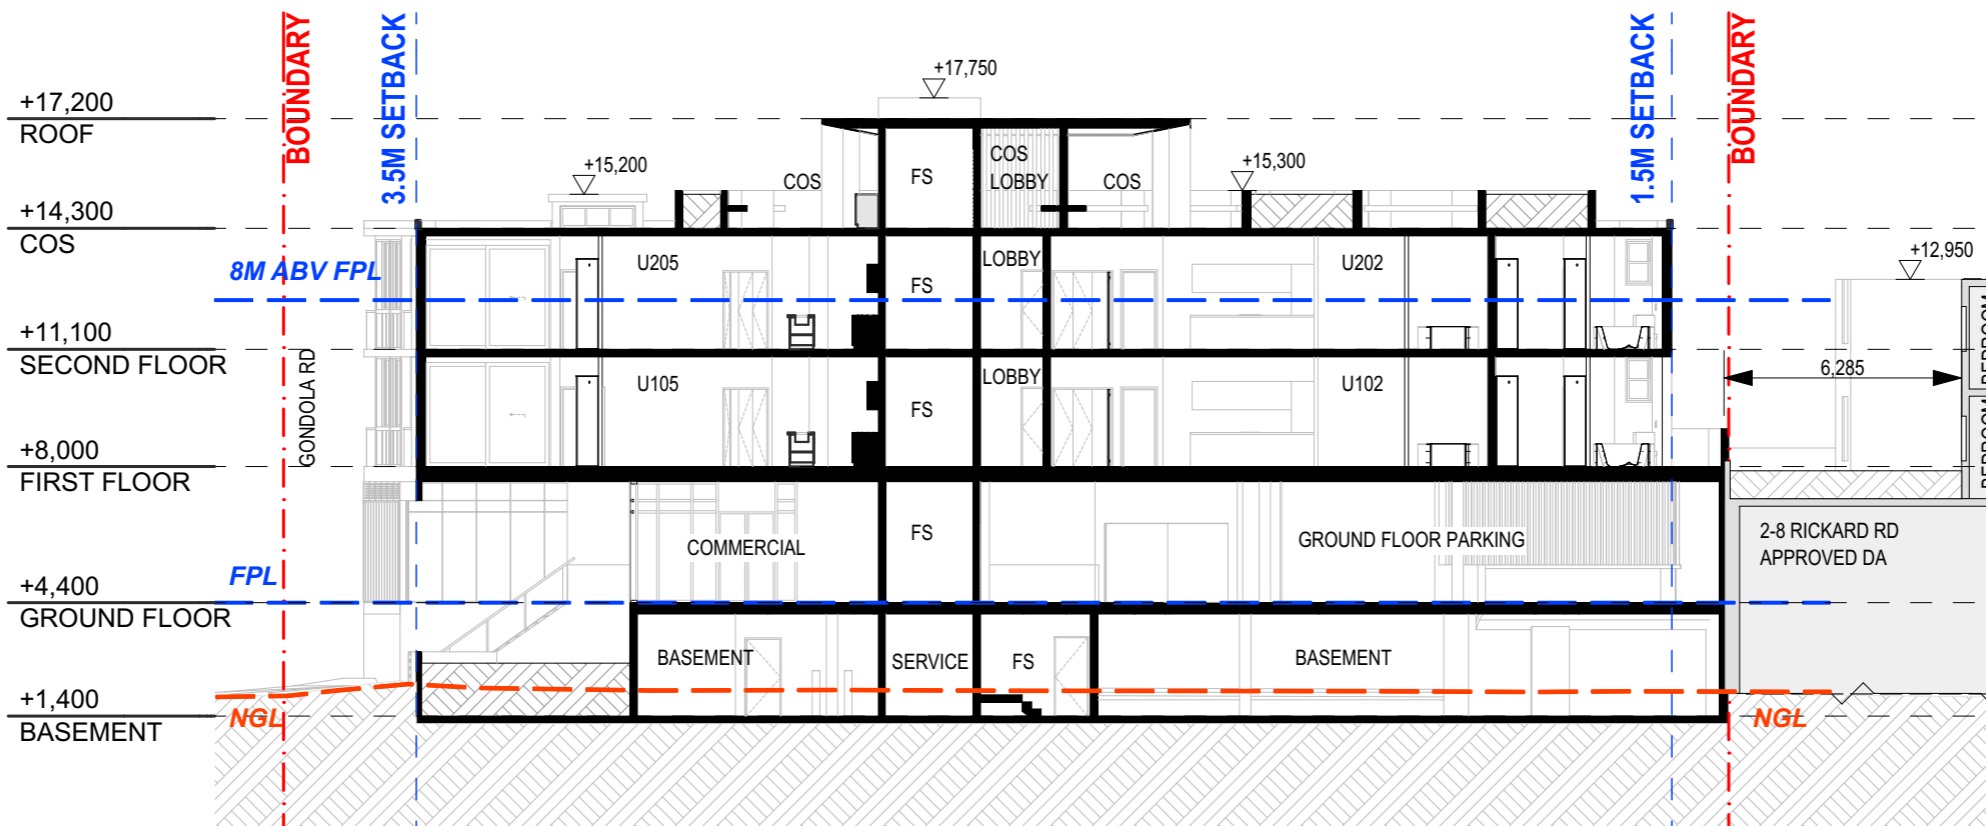 BOUNDARY
3.5M SETBACK
1.5M SETBACK
BOUNDARY
+17,750
+17,200
ROOF
+15,200
COS
FS
COS
LOBBY
COS
+15,300
+14,300
COS
8M ABV FPL
U205
FS
LOBBY
U202
+12,950
+11,100
SECOND FLOOR
GONDOLA RD
U105
FS
LOBBY
U102
6,285
BEDROOM
BEDROOM
+8,000
FIRST FLOOR
COMMERCIAL
FS
GROUND FLOOR PARKING
2-8 RICKARD RD
APPROVED DA
FPL
+4,400
GROUND FLOOR
BASEMENT
SERVICE
FS
BASEMENT
+1,400
BASEMENT
NGL
NGL